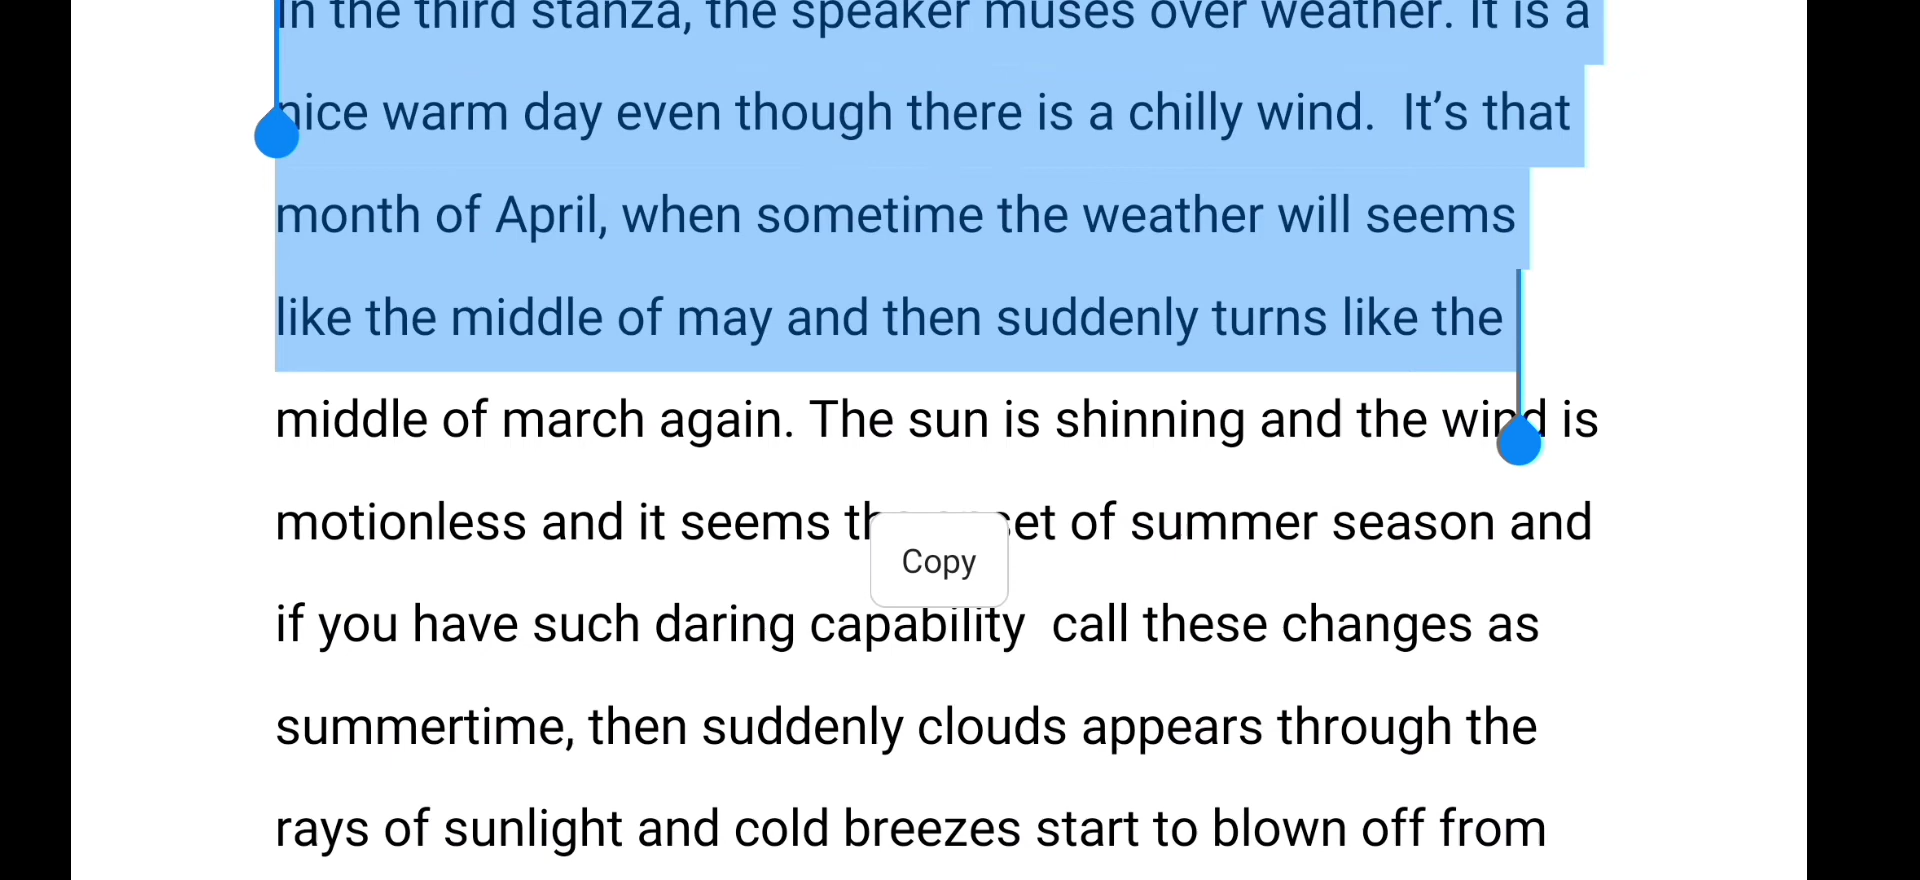 In the third stanza, the speaker muses over weather. It is a
nice warm day even though there is a chilly wind.  It’s that
month of April, when sometime the weather will seems
like the middle of may and then suddenly turns like the
middle of march again. The sun is shinning and the wind is
motionless and it seems set of summer season and
Copy
if you have such daring capability  call these changes as
summertime, then suddenly clouds appears through the
rays of sunlight and cold breezes start to blown off from